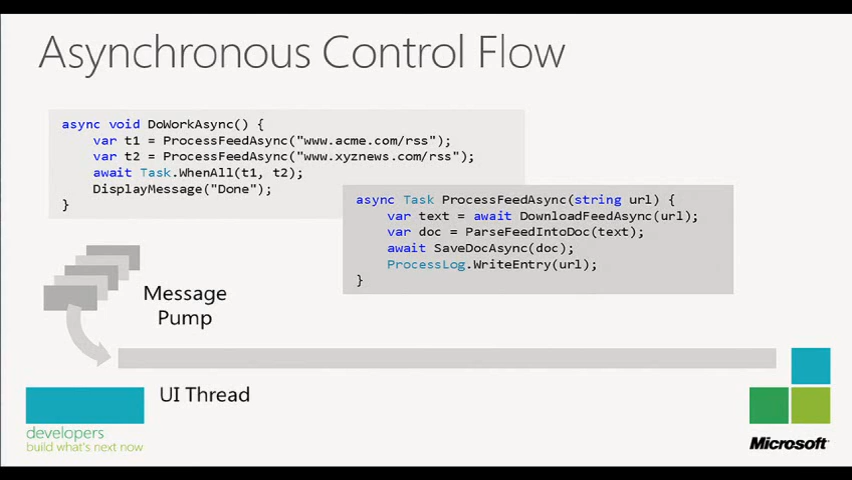 Asynchronous Control Flow
async void DoWorkAsync() {
var t1 = ProcessFeedAsync("www.acme.com/rss");
var t2 = ProcessFeedAsync("www.xyznews.com/rss");
await Task.WhenAll(t1, t2);
DisplayMessage("Done");
}
async Task ProcessFeedAsync(string url) {
var text = await DownloadFeedAsync(url);
var doc = ParseFeedIntoDoc(text);
await SaveDocAsync(doc);
ProcessLog.WriteEntry(url);
}
Message
Pump
UI Thread
developers
build what's next now
Microsoft